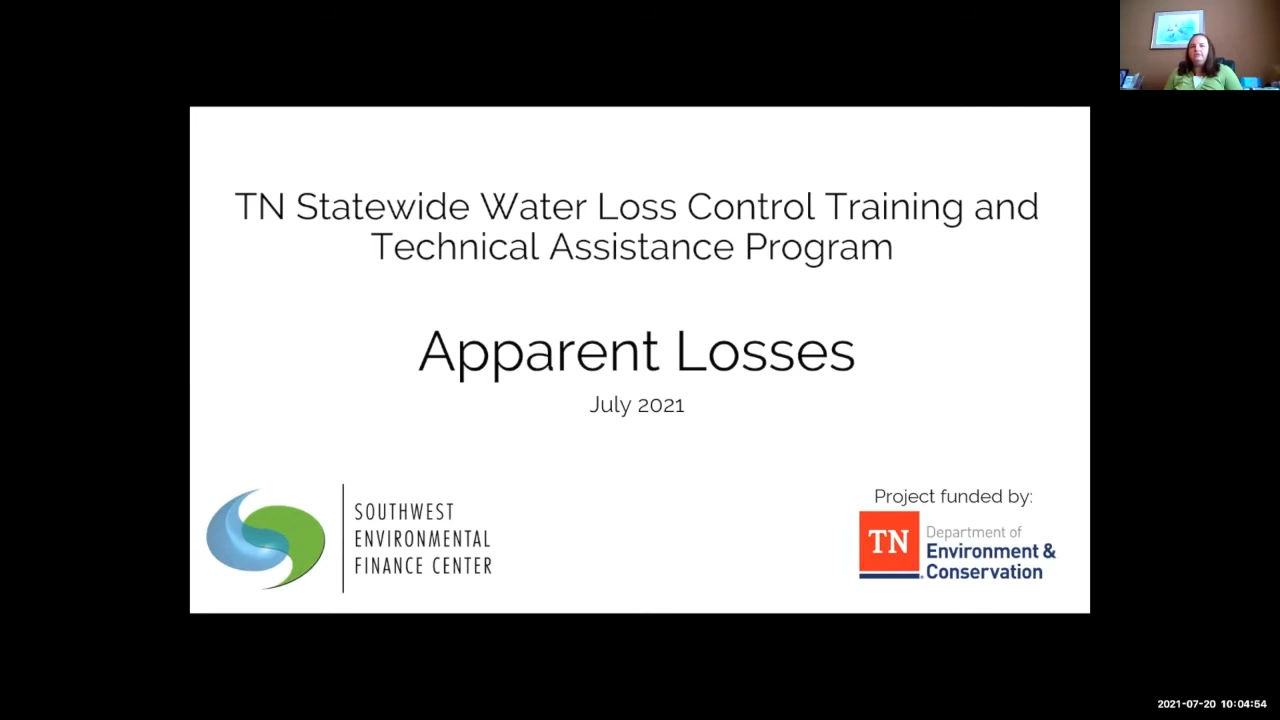 TN Statewide Water Loss Control Training and
Technical Assistance Program
Apparent Losses
July 2021
SOUTHWEST
ENVIRONMENTAL
FINANCE CENTER
Project funded by:
TN
Department of
Environment &
Conservation
2021-07-20 10:04:54